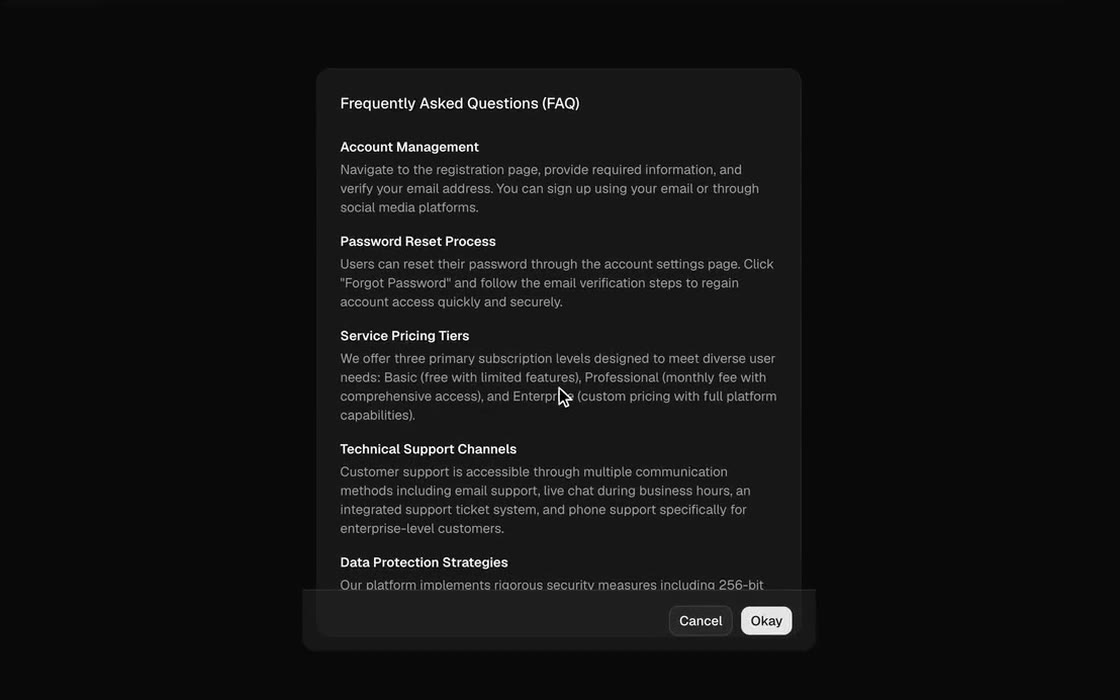 Frequently Asked Questions (FAQ)
Account Management
Navigate to the registration page, provide required information, and
verify your email address. You can sign up using your email or through
social media platforms.
Password Reset Process
Users can reset their password through the account settings page. Click
"Forgot Password" and follow the email verification steps to regain
account access quickly and securely.
Service Pricing Tiers
We offer three primary subscription levels designed to meet diverse user
needs: Basic (free with limited features), Professional (monthly fee with
comprehensive access), and Enterprise (custom pricing with full platform
capabilities).
Technical Support Channels
Customer support is accessible through multiple communication
methods including email support, live chat during business hours, an
integrated support ticket system, and phone support specifically for
enterprise-level customers.
Data Protection Strategies
Our platform implements rigorous security measures including 256-bit
Cancel
Okay